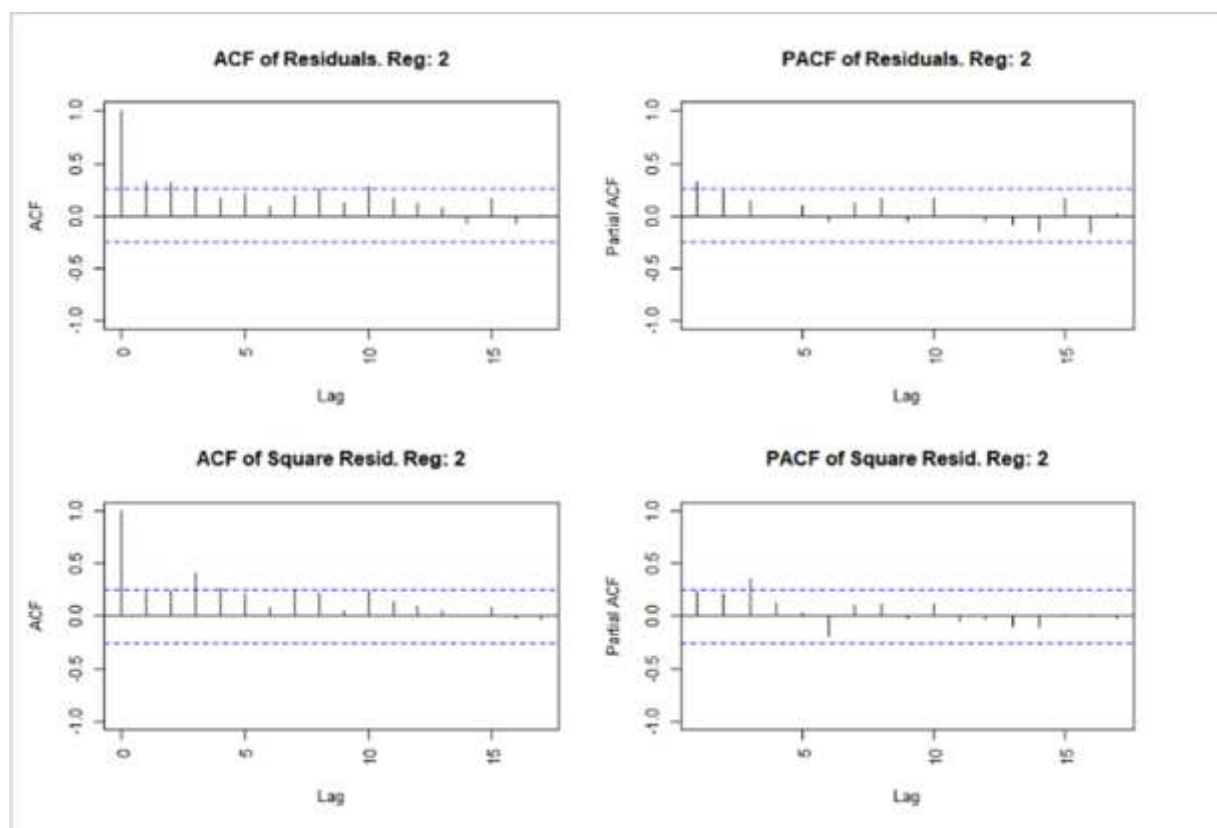 ACF of Residuals. Reg: 2
ACF
1.0
0.5
0.0
-0.5
-1.0
0
5
10
15
Lag
PACF of Residuals. Reg: 2
Partial ACF
1.0
0.5
0.0
-0.5
-1.0
5
10
15
Lag
ACF of Square Resid. Reg: 2
ACF
1.0
0.5
0.0
-0.5
-1.0
0
5
10
15
Lag
PACF of Square Resid. Reg: 2
Partial ACF
1.0
0.5
0.0
-0.5
-1.0
5
10
15
Lag